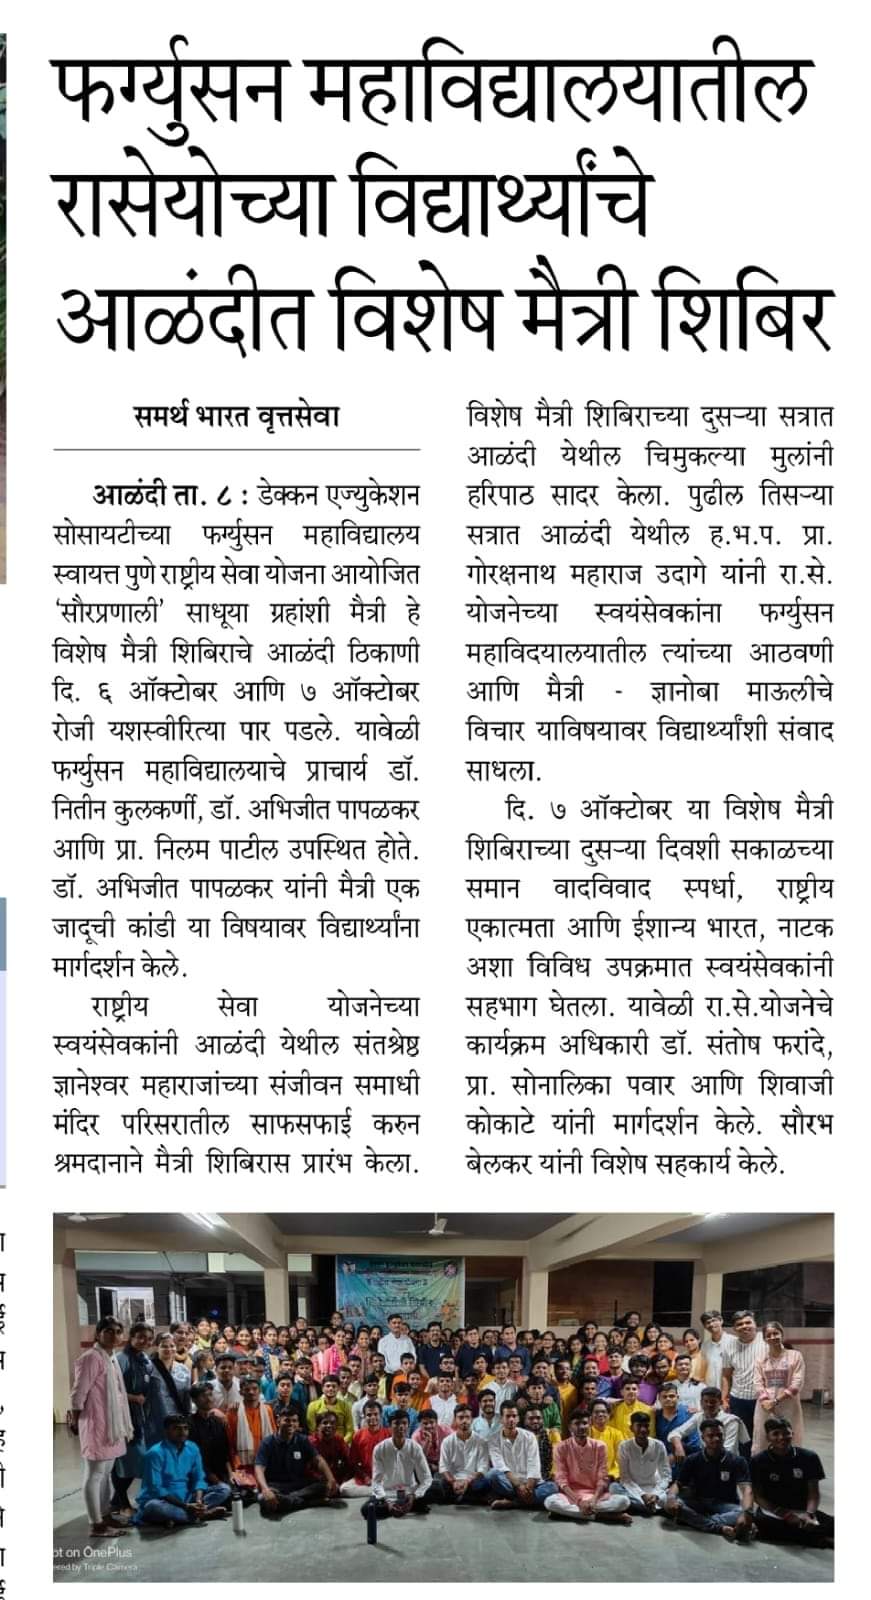 फर्ग्युसन महाविद्यालयातील
रासेयोच्या विद्यार्थ्यांचे
आळंदीत विशेष मैत्री शिबिर
समर्थ भारत वृत्तसेवा
आळंदी ता. ८ : डेक्कन एज्युकेशन
सोसायटीच्या फर्ग्युसन महाविद्यालय
स्वायत्त पुणे राष्ट्रीय सेवा योजना आयोजित
‘सौरप्रणाली’ साधूया ग्रहांशी मैत्री हे
विशेष मैत्री शिबिराचे आळंदी ठिकाणी
दि. ६ ऑक्टोबर आणि ७ ऑक्टोबर
रोजी यशस्वीरित्या पार पडले. यावेळी
फर्ग्युसन महाविद्यालयाचे प्राचार्य डॉ.
नितीन कुलकर्णी, डॉ. अभिजीत पापळकर
आणि प्रा. निलम पाटील उपस्थित होते.
डॉ. अभिजीत पापळकर यांनी मैत्री एक
जादूची कांडी या विषयावर विद्यार्थ्यांना
मार्गदर्शन केले.
राष्ट्रीय सेवा योजनेच्या
स्वयंसेवकांनी आळंदी येथील संतश्रेष्ठ
ज्ञानेश्वर महाराजांच्या संजीवन समाधी
मंदिर परिसरातील साफसफाई करुन
श्रमदानाने मैत्री शिबिरास प्रारंभ केला.
विशेष मैत्री शिबिराच्या दुसऱ्या सत्रात
आळंदी येथील चिमुकल्या मुलांनी
हरिपाठ सादर केला. पुढील तिसऱ्या
सत्रात आळंदी येथील ह.भ.प. प्रा.
गोरक्षनाथ महाराज उदागे यांनी रा.से.
योजनेच्या स्वयंसेवकांना फर्ग्युसन
महाविदयालयातील त्यांच्या आठवणी
आणि मैत्री - ज्ञानोबा माऊलीचे
विचार याविषयावर विद्यार्थ्यांशी संवाद
साधला.
दि. ७ ऑक्टोबर या विशेष मैत्री
शिबिराच्या दुसऱ्या दिवशी सकाळच्या
समान वादविवाद स्पर्धा, राष्ट्रीय
एकात्मता आणि ईशान्य भारत, नाटक
अशा विविध उपक्रमात स्वयंसेवकांनी
सहभाग घेतला. यावेळी रा.से.योजनेचे
कार्यक्रम अधिकारी डॉ. संतोष फरांदे,
प्रा. सोनालिका पवार आणि शिवाजी
कोकाटे यांनी मार्गदर्शन केले. सौरभ
बेलकर यांनी विशेष सहकार्य केले.
ot on OnePlus
ered by Triple Camera